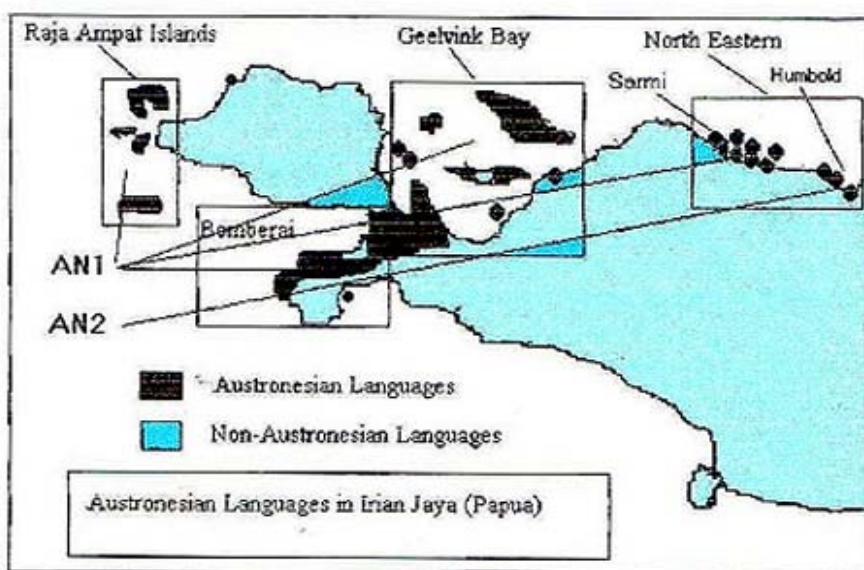 Raja Ampat Islands
Geelvink Bay
North Eastern
Sarmi
Humbold
Bomberai
AN1
AN2
Austronesian Languages
Non-Austronesian Languages
Austronesian Languages in Irian Jaya (Papua)